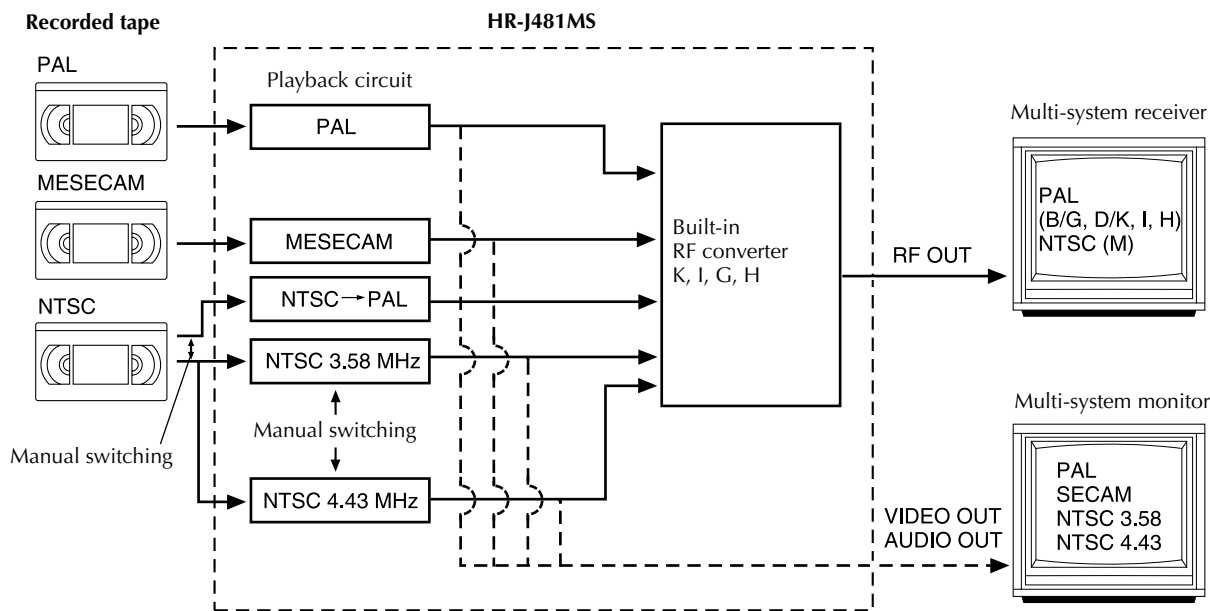 Recorded tape
HR-J481MS
PAL
MESECAM
NTSC
Manual switching
Playback circuit
PAL
MESECAM
NTSC→PAL
NTSC 3.58 MHz
Manual switching
NTSC 4.43 MHz
Built-in
RF converter
K, I, G, H
RF OUT
VIDEO OUT
AUDIO OUT
Multi-system receiver
PAL
(B/G, D/K, I, H)
NTSC (M)
Multi-system monitor
PAL
SECAM
NTSC 3.58
NTSC 4.43